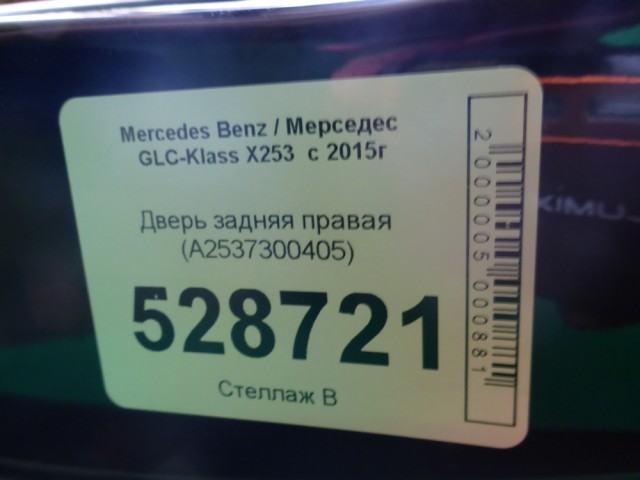 Mercedes Benz / Мерседес
GLC-Klass X253 с 2015г
Дверь задняя правая
(A2537300405)
528721
Стеллаж В
2000005000881